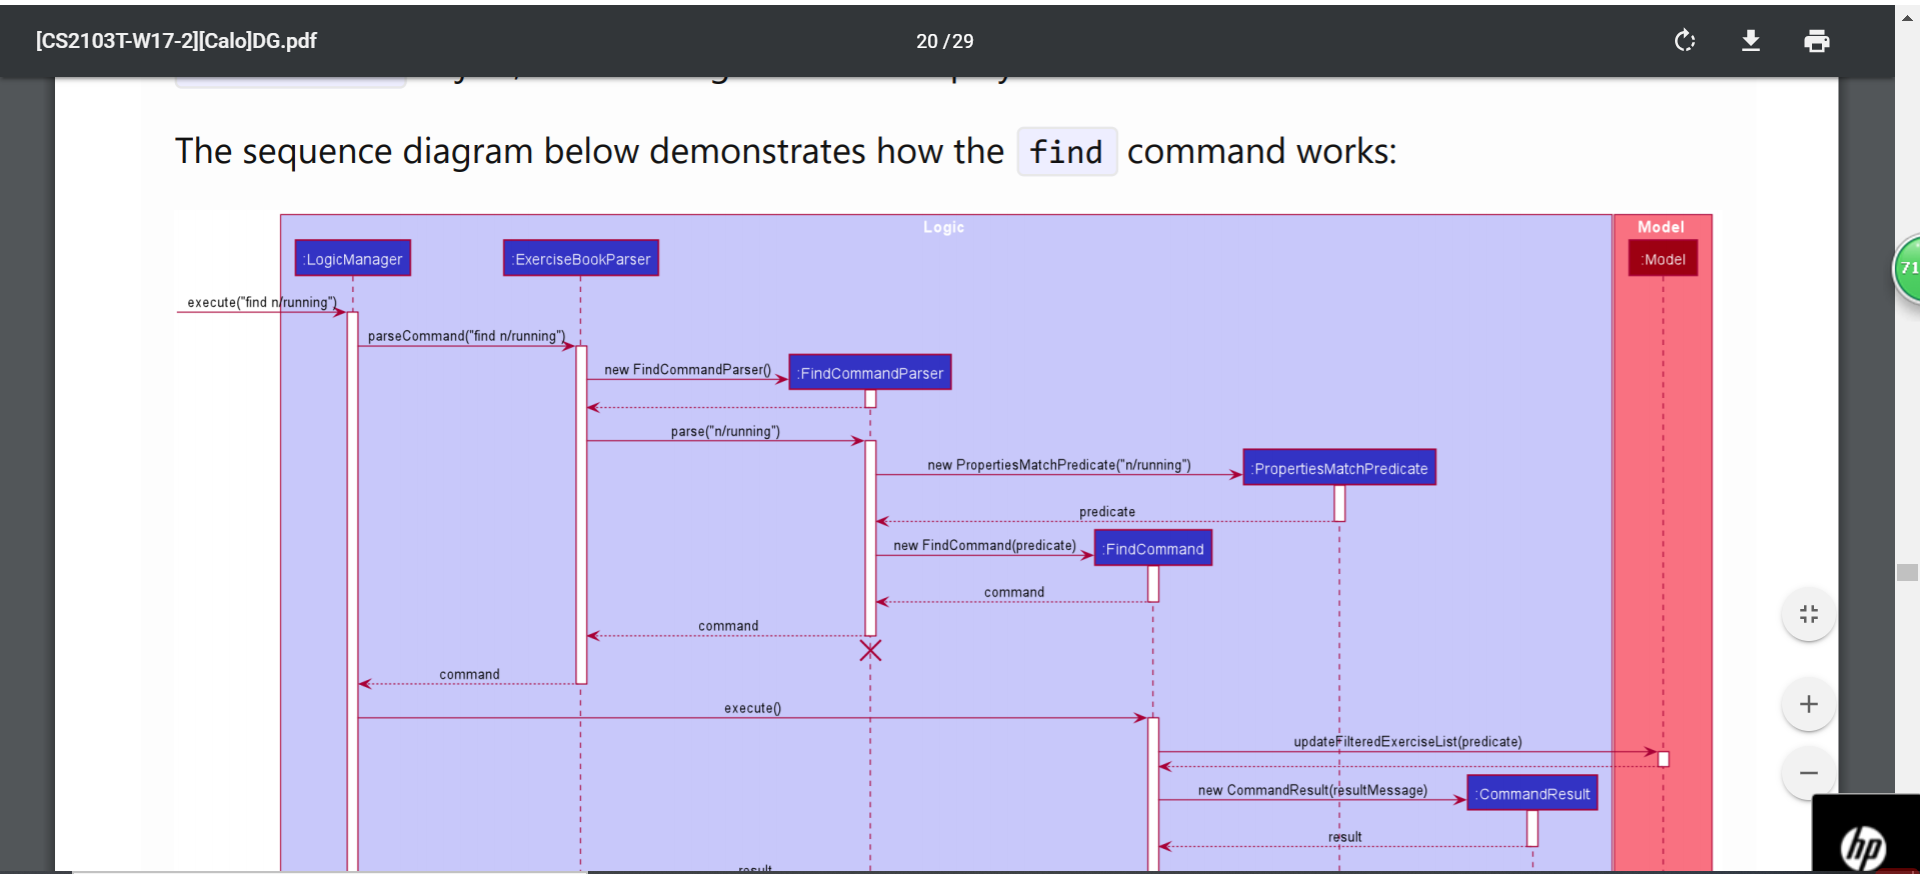 [CS2103T-W17-2][Calo]DG.pdf
20 / 29
The sequence diagram below demonstrates how the find command works:
Logic
Model
:LogicManager
:ExerciseBookParser
:Model
71
execute("find n/running")
parseCommand("find n/running")
new FindCommandParser()
:FindCommandParser
parse("n/running")
new PropertiesMatchPredicate("n/running")
:PropertiesMatchPredicate
predicate
new FindCommand(predicate)
:FindCommand
command
command
command
execute()
updateFilteredExerciseList(predicate)
new CommandResult(resultMessage)
:CommandResult
result
result
hp